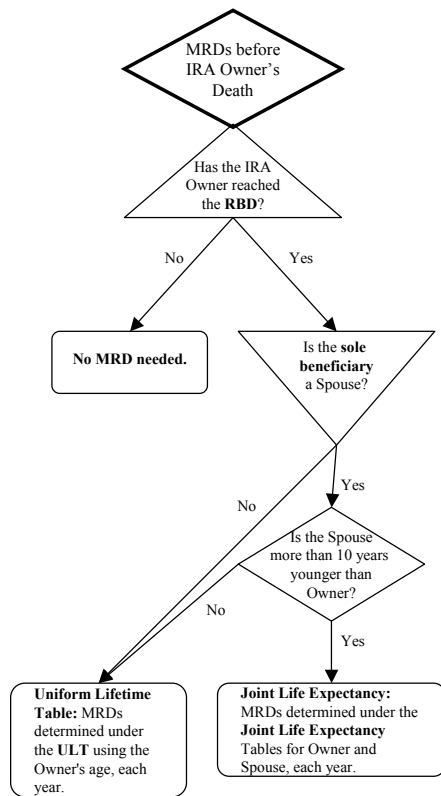 MRDs before
IRA Owner's
Death
Has the IRA
Owner reached
the RBD?
No
Yes
No MRD needed.
Is the sole
beneficiary
a Spouse?
No
Yes
Is the Spouse
more than 10 years
younger than
Owner?
No
Yes
Uniform Lifetime
Table: MRDs
determined under
the ULT using the
Owner's age, each
year.
Joint Life Expectancy:
MRDs determined under the
Joint Life Expectancy
Tables for Owner and
Spouse, each year.